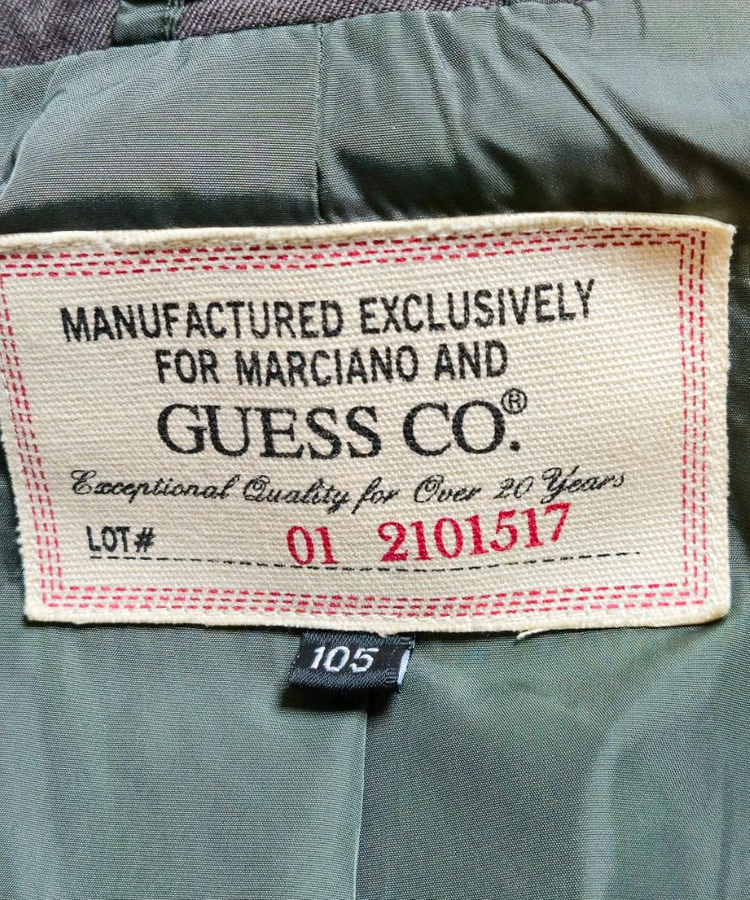 MANUFACTURED EXCLUSIVELY
FOR MARCIANO AND
GUESS CO.®
Exceptional Quality for Over 20 Years
LOT# 01 2101517
105